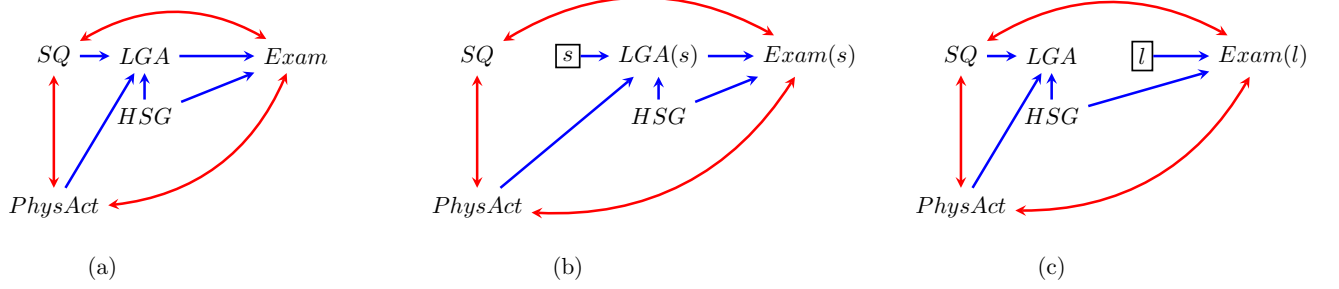 SQ LGA Exam SQ s LGA(s) Exam(s) SQ LGA l Exam(l)
HSG HSG HSG
PhysAct PhysAct PhysAct
(a) (b) (c)